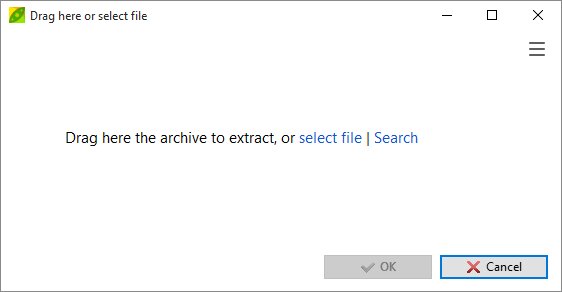 Drag here or select file
Drag here the archive to extract, or select file | Search
OK
Cancel